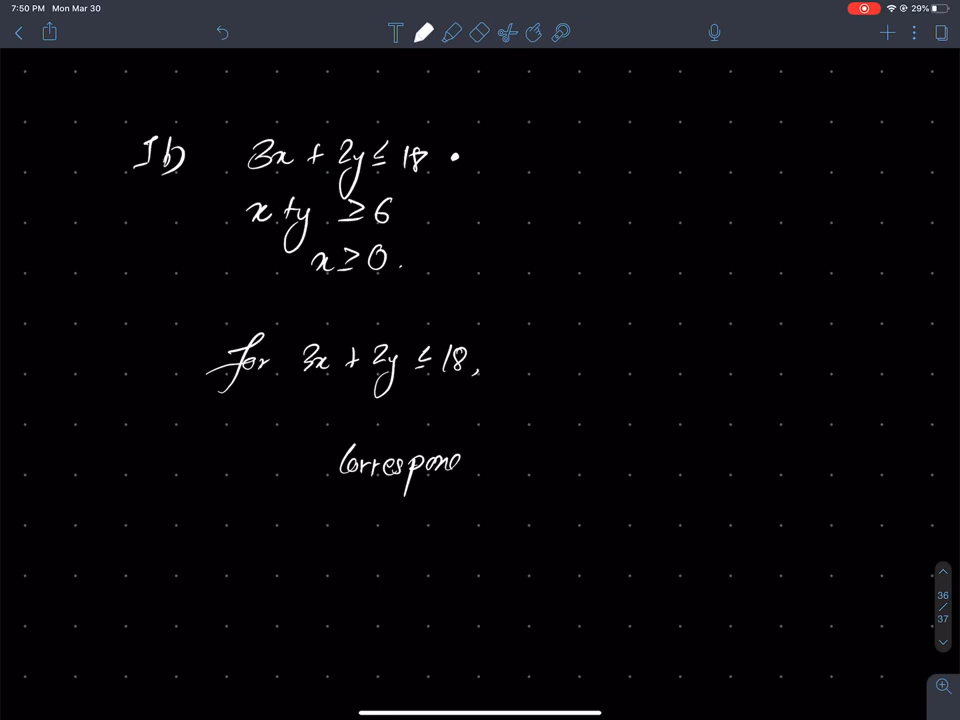 7:50 PM Mon Mar 30
29%
T
1b) 3x + 2y ≤ 18 .
x + y ≥ 6
x ≥ 0 .
for 3x + 2y ≤ 18,
Correspond
36
/
37